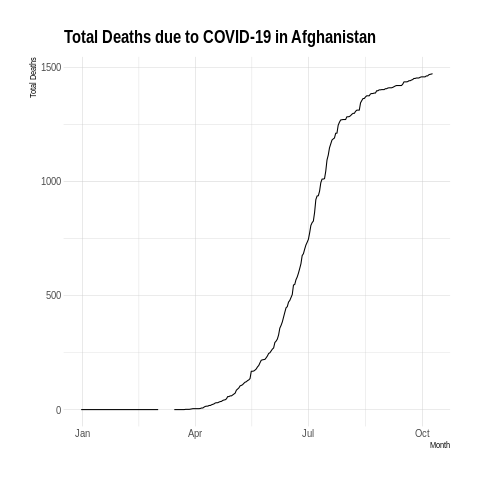 Total Deaths due to COVID-19 in Afghanistan
Total Deaths
1500
1000
500
0
Jan Apr Jul Oct
Month